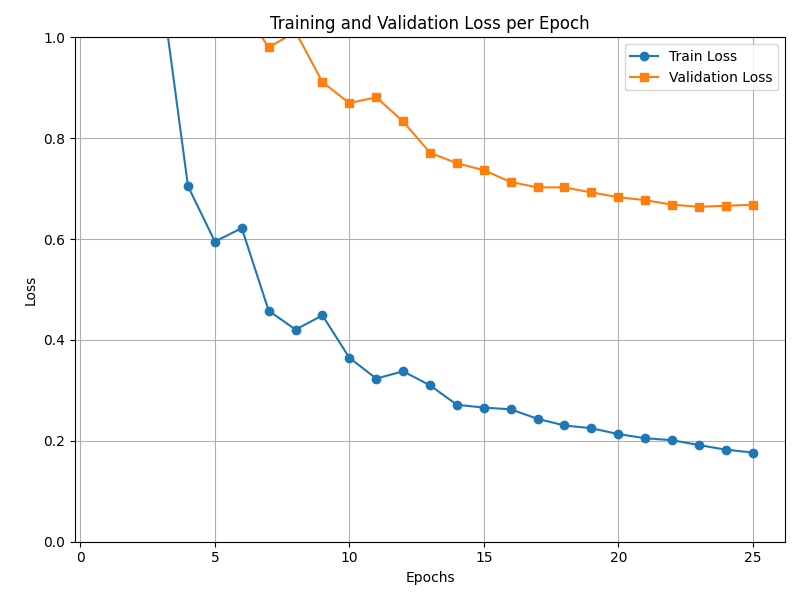 Training and Validation Loss per Epoch
Train Loss
Validation Loss
Loss
1.0
0.8
0.6
0.4
0.2
0.0
0 5 10 15 20 25
Epochs